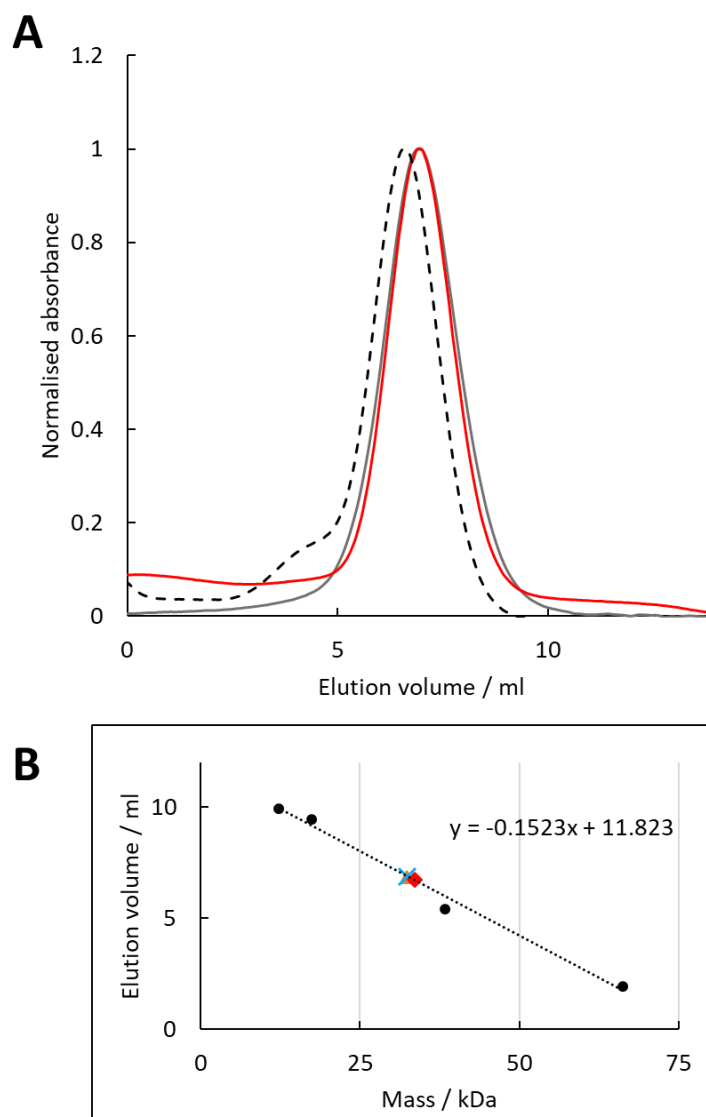 A
1.2
1
0.8
0.6
0.4
0.2
0
0 5 10
Normalised absorbance
Elution volume / ml
B
10
5
0
0 25 50 75
y = -0.1523x + 11.823
Elution volume / ml
Mass / kDa